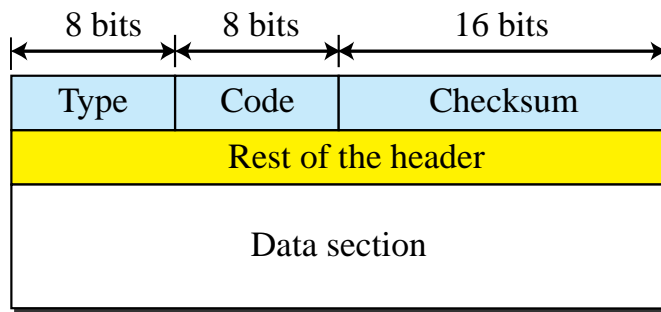 8 bits 8 bits 16 bits
Type Code Checksum
Rest of the header
Data section